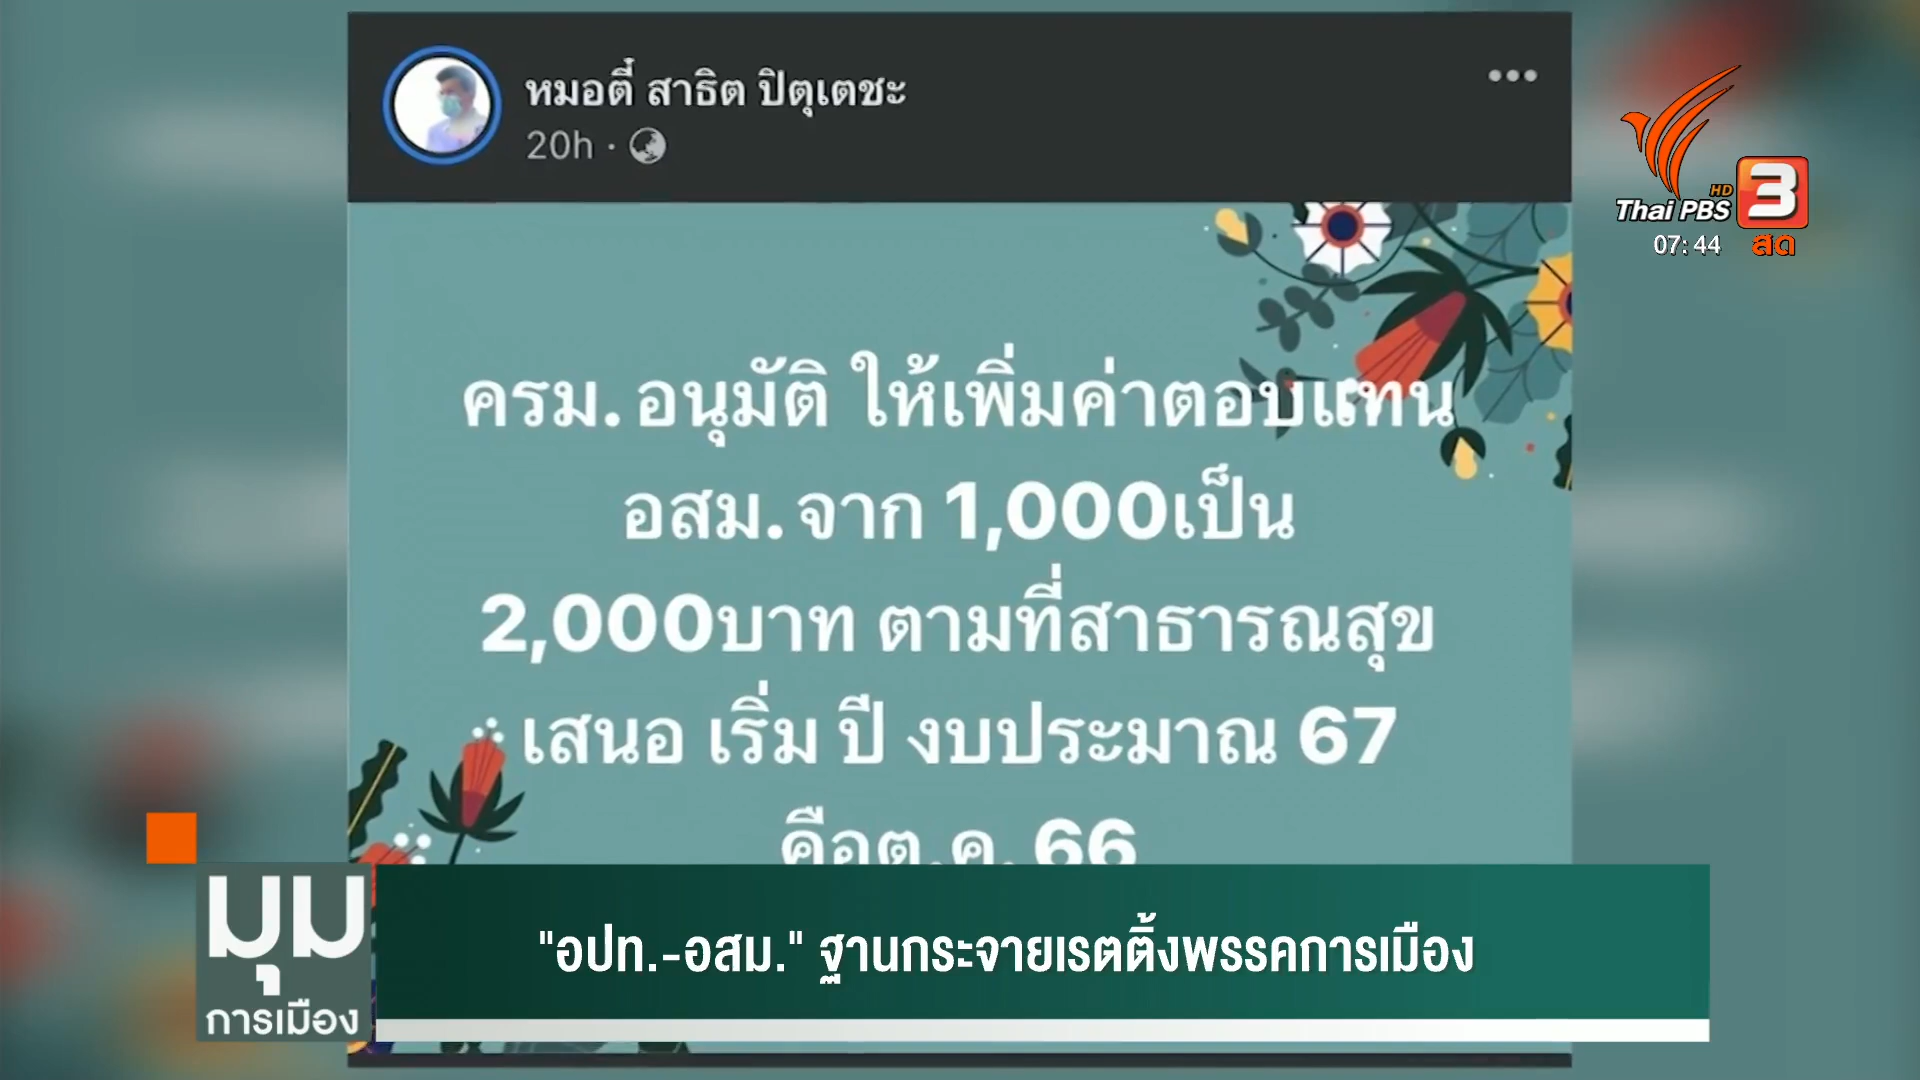 หมอตี๋ สาธิต ปิตุเตชะ
20h
HD
Thai PBS 3
07:44 สด
ครม. อนุมัติ ให้เพิ่มค่าตอบแทน
อสม. จาก 1,000เป็น
2,000บาท ตามที่สาธารณสุข
เสนอ เริ่ม ปี งบประมาณ 67
คือต.ค. 66
มุม
การเมือง
"อปท.-อสม." ฐานกระจายเรตติ้งพรรคการเมือง